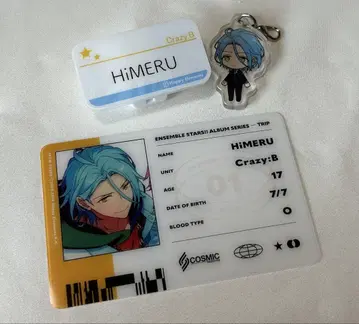 Crazy:B
HiMERU
ENSEMBLE STARS!! ALBUM SERIES — TRIP
NAME HiMERU
UNIT Crazy:B
AGE 17
DATE OF BIRTH 7/7
BLOOD TYPE O
01
COSMIC